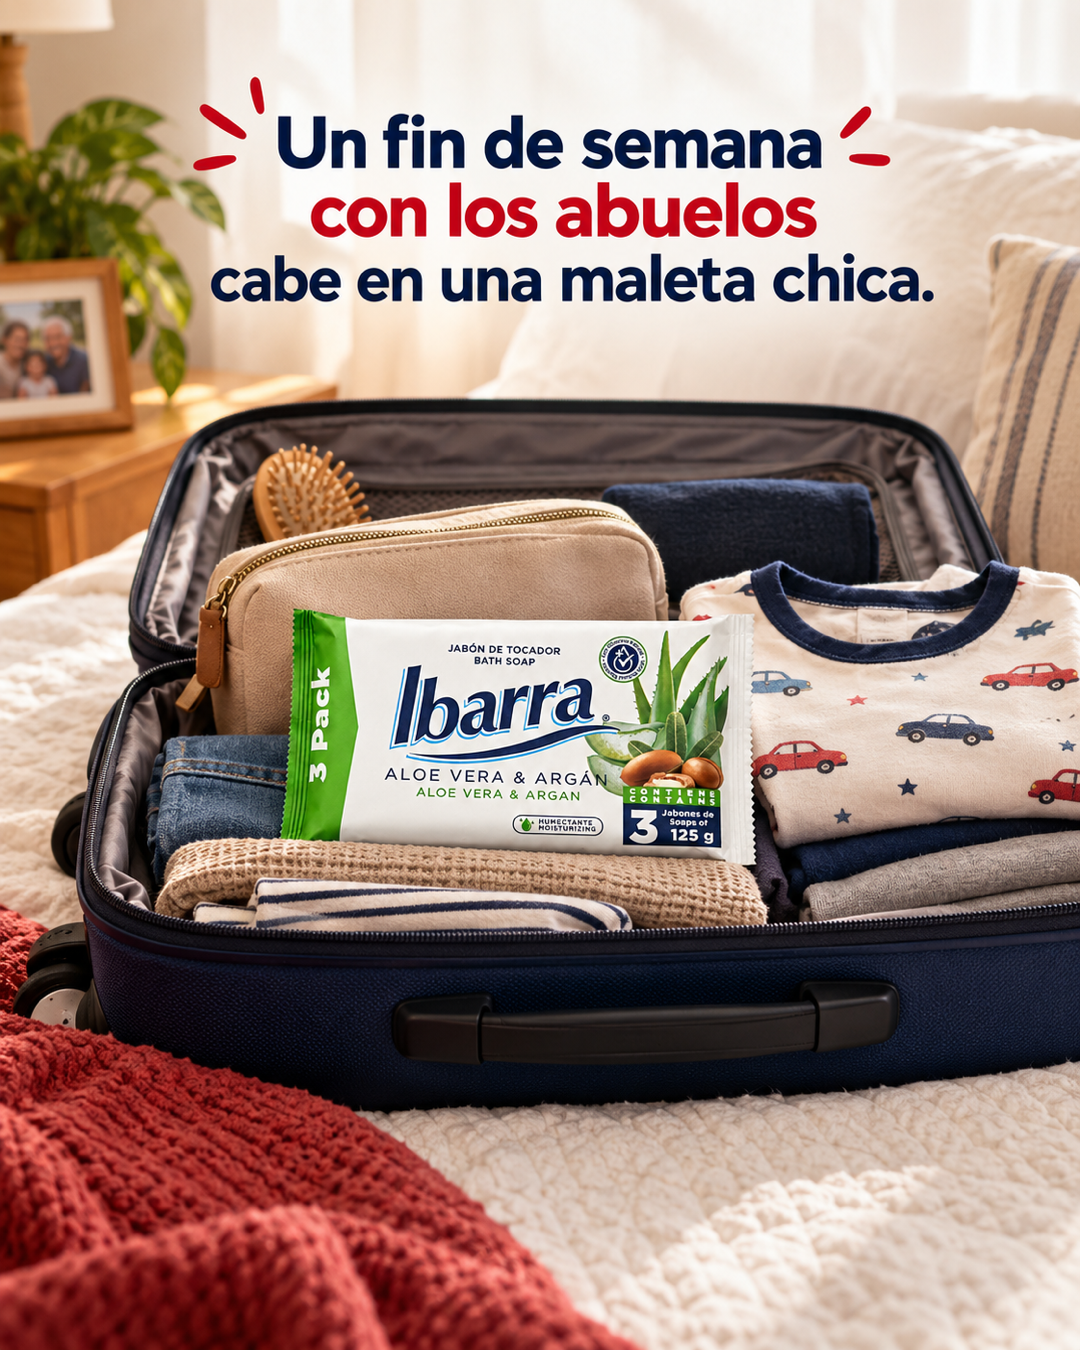 Un fin de semana
con los abuelos
cabe en una maleta chica.
JABÓN DE TOCADOR
BATH SOAP
Ibarra®
ALOE VERA & ARGÁN
ALOE VERA & ARGAN
HUMECTANTE
MOISTURIZING
3 Pack
CONTIENE
CONTAINS
3 Jabones de
Soaps of
125 g